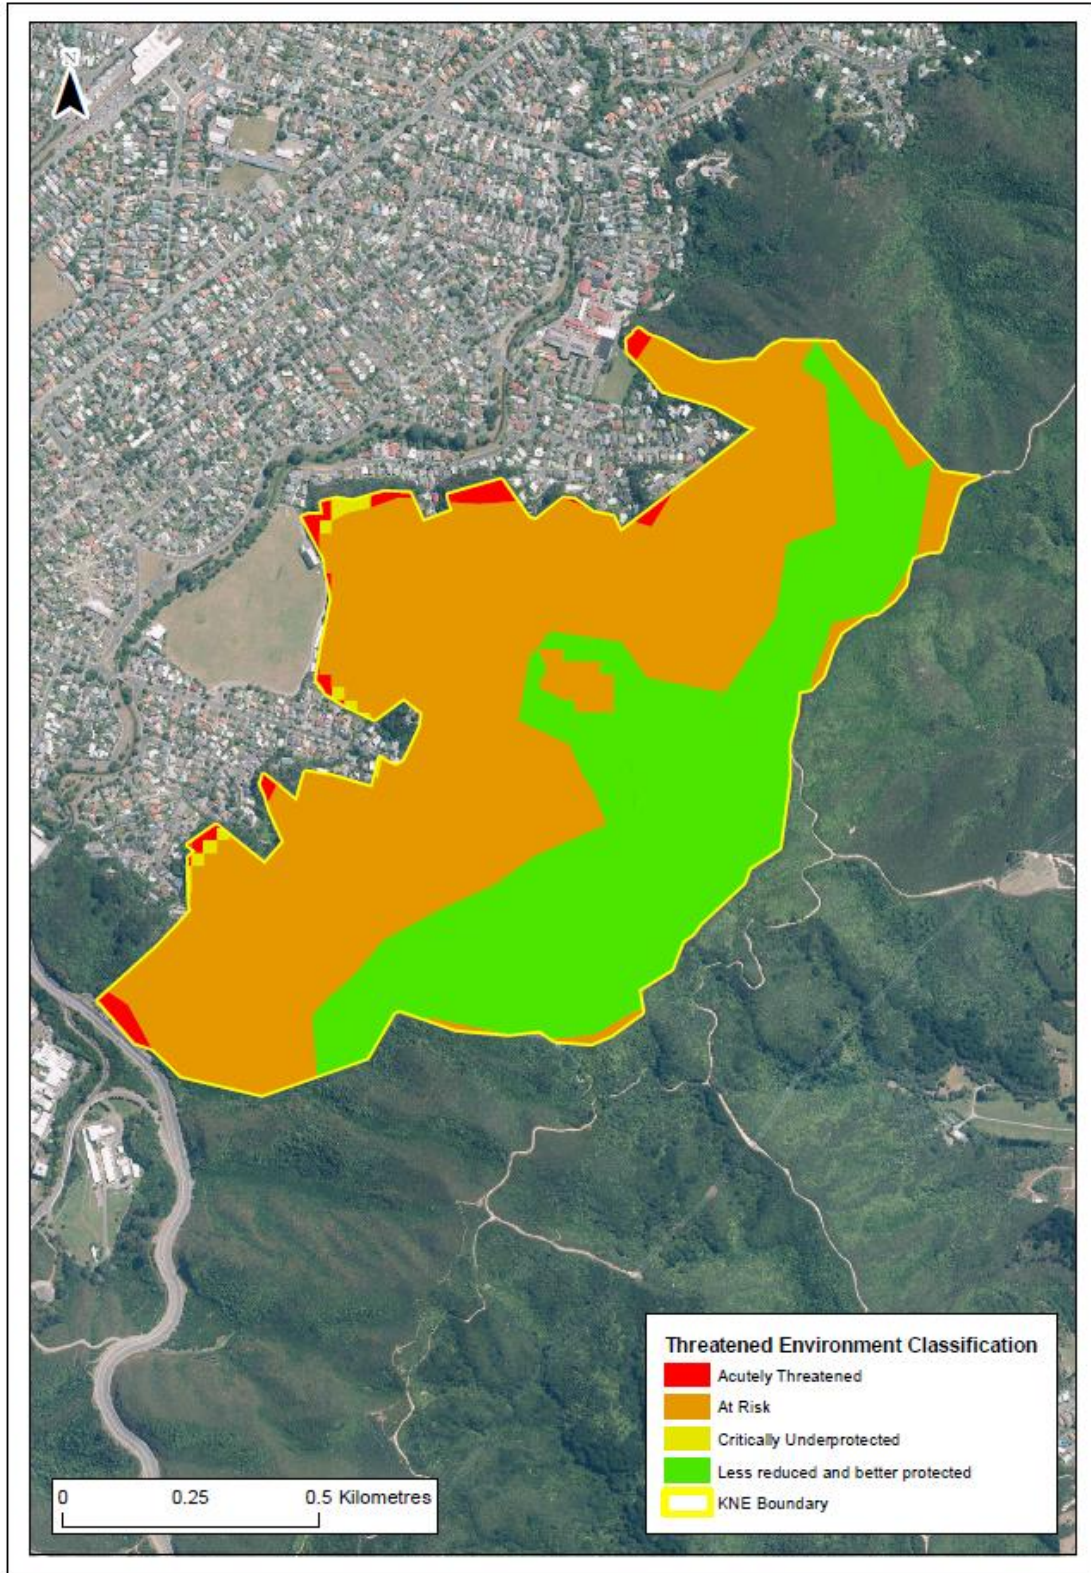 N
Threatened Environment Classification
Acutely Threatened
At Risk
Critically Underprotected
Less reduced and better protected
KNE Boundary
0 0.25 0.5 Kilometres